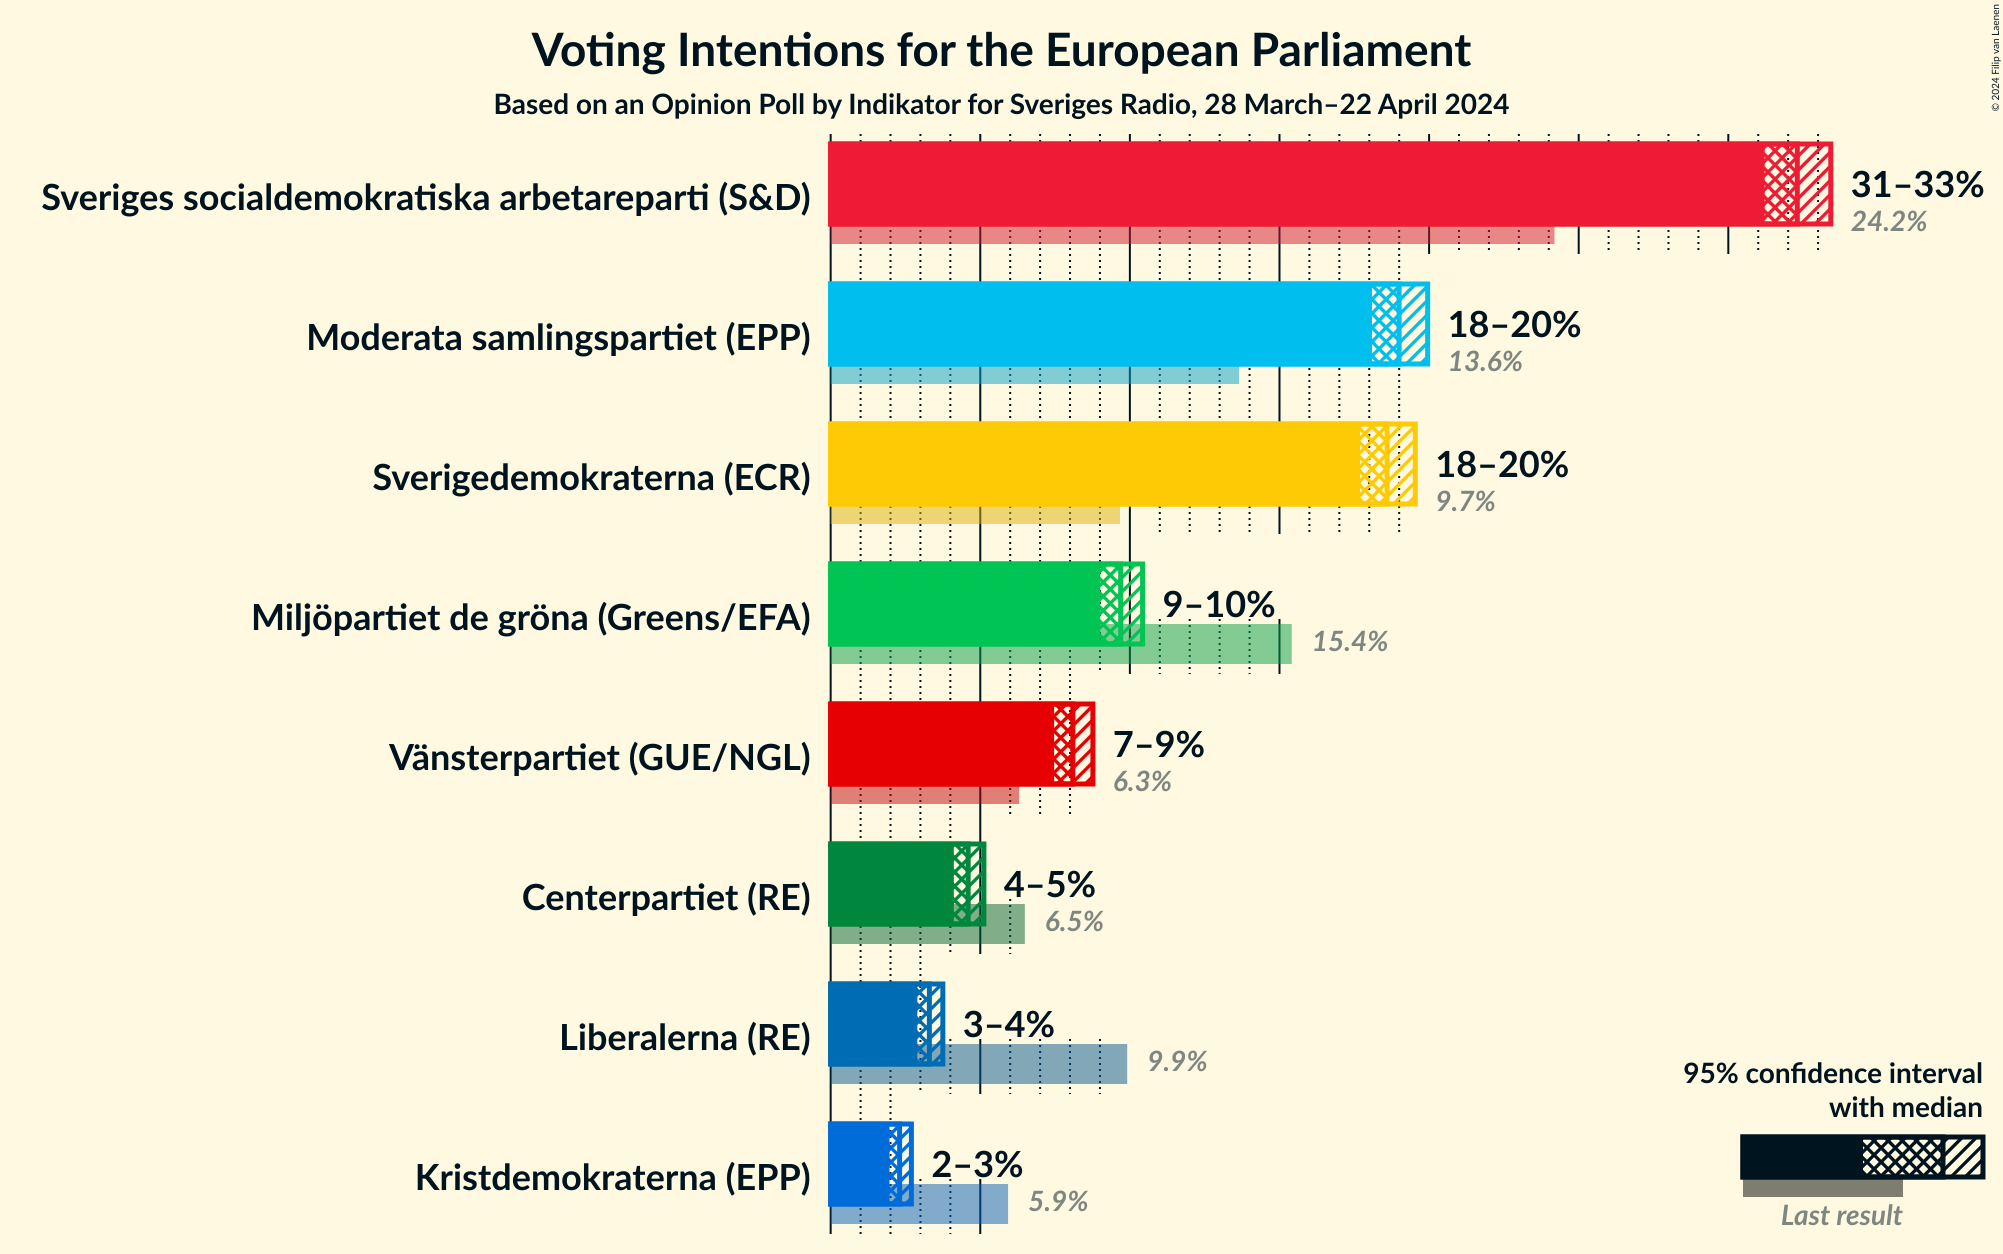 Voting Intentions for the European Parliament
Based on an Opinion Poll by Indikator for Sveriges Radio, 28 March–22 April 2024
© 2024 Filip van Laenen
Sveriges socialdemokratiska arbetareparti (S&D)
31–33%
24.2%
Moderata samlingspartiet (EPP)
18–20%
13.6%
Sverigedemokraterna (ECR)
18–20%
9.7%
Miljöpartiet de gröna (Greens/EFA)
9–10%
15.4%
Vänsterpartiet (GUE/NGL)
7–9%
6.3%
Centerpartiet (RE)
4–5%
6.5%
Liberalerna (RE)
3–4%
9.9%
Kristdemokraterna (EPP)
2–3%
5.9%
95% confidence interval
with median
Last result